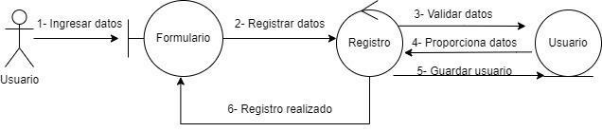 1- Ingresar datos
2- Registrar datos
3- Validar datos
Formulario
Registro
4- Proporciona datos
Usuario
5- Guardar usuario
Usuario
6- Registro realizado